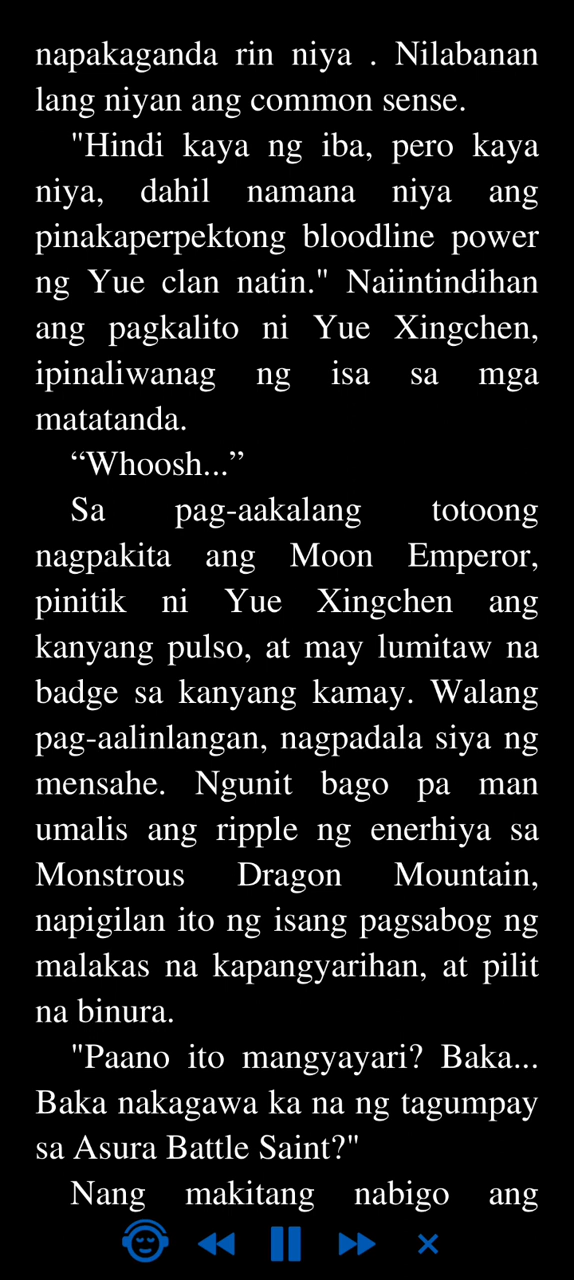 napakaganda rin niya . Nilabanan
lang niyan ang common sense.
"Hindi kaya ng iba, pero kaya
niya, dahil namana niya ang
pinakaperpektong bloodline power
ng Yue clan natin." Naiintindihan
ang pagkalito ni Yue Xingchen,
ipinaliwanag ng isa sa mga
matatanda.
“Whoosh...”
Sa pag-aakalang totoong
nagpakita ang Moon Emperor,
pinitik ni Yue Xingchen ang
kanyang pulso, at may lumitaw na
badge sa kanyang kamay. Walang
pag-aalinlangan, nagpadala siya ng
mensahe. Ngunit bago pa man
umalis ang ripple ng enerhiya sa
Monstrous Dragon Mountain,
napigilan ito ng isang pagsabog ng
malakas na kapangyarihan, at pilit
na binura.
"Paano ito mangyayari? Baka...
Baka nakagawa ka na ng tagumpay
sa Asura Battle Saint?"
Nang makitang nabigo ang